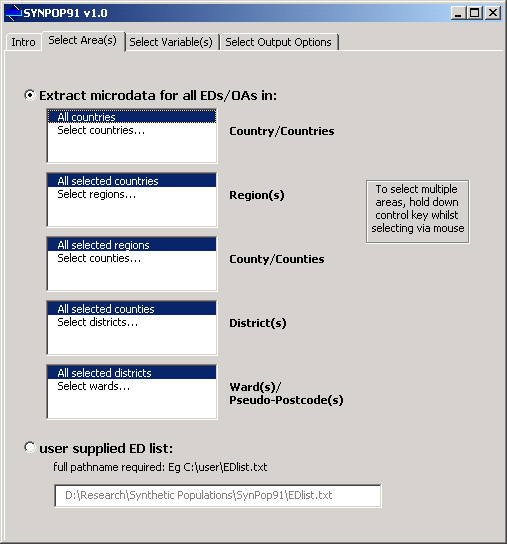 SYNPOP91 v1.0
Intro Select Area(s) Select Variable(s) Select Output Options
Extract microdata for all EDs/OAs in:
All countries
Select countries...
Country/Countries
All selected countries
Select regions...
Region(s)
To select multiple
areas, hold down
control key whilst
selecting via mouse
All selected regions
Select counties...
County/Counties
All selected counties
Select districts...
District(s)
All selected districts
Select wards...
Ward(s)/
Pseudo-Postcode(s)
user supplied ED list:
full pathname required: Eg C:\user\EDlist.txt
D:\Research\Synthetic Populations\SynPop91\EDlist.txt